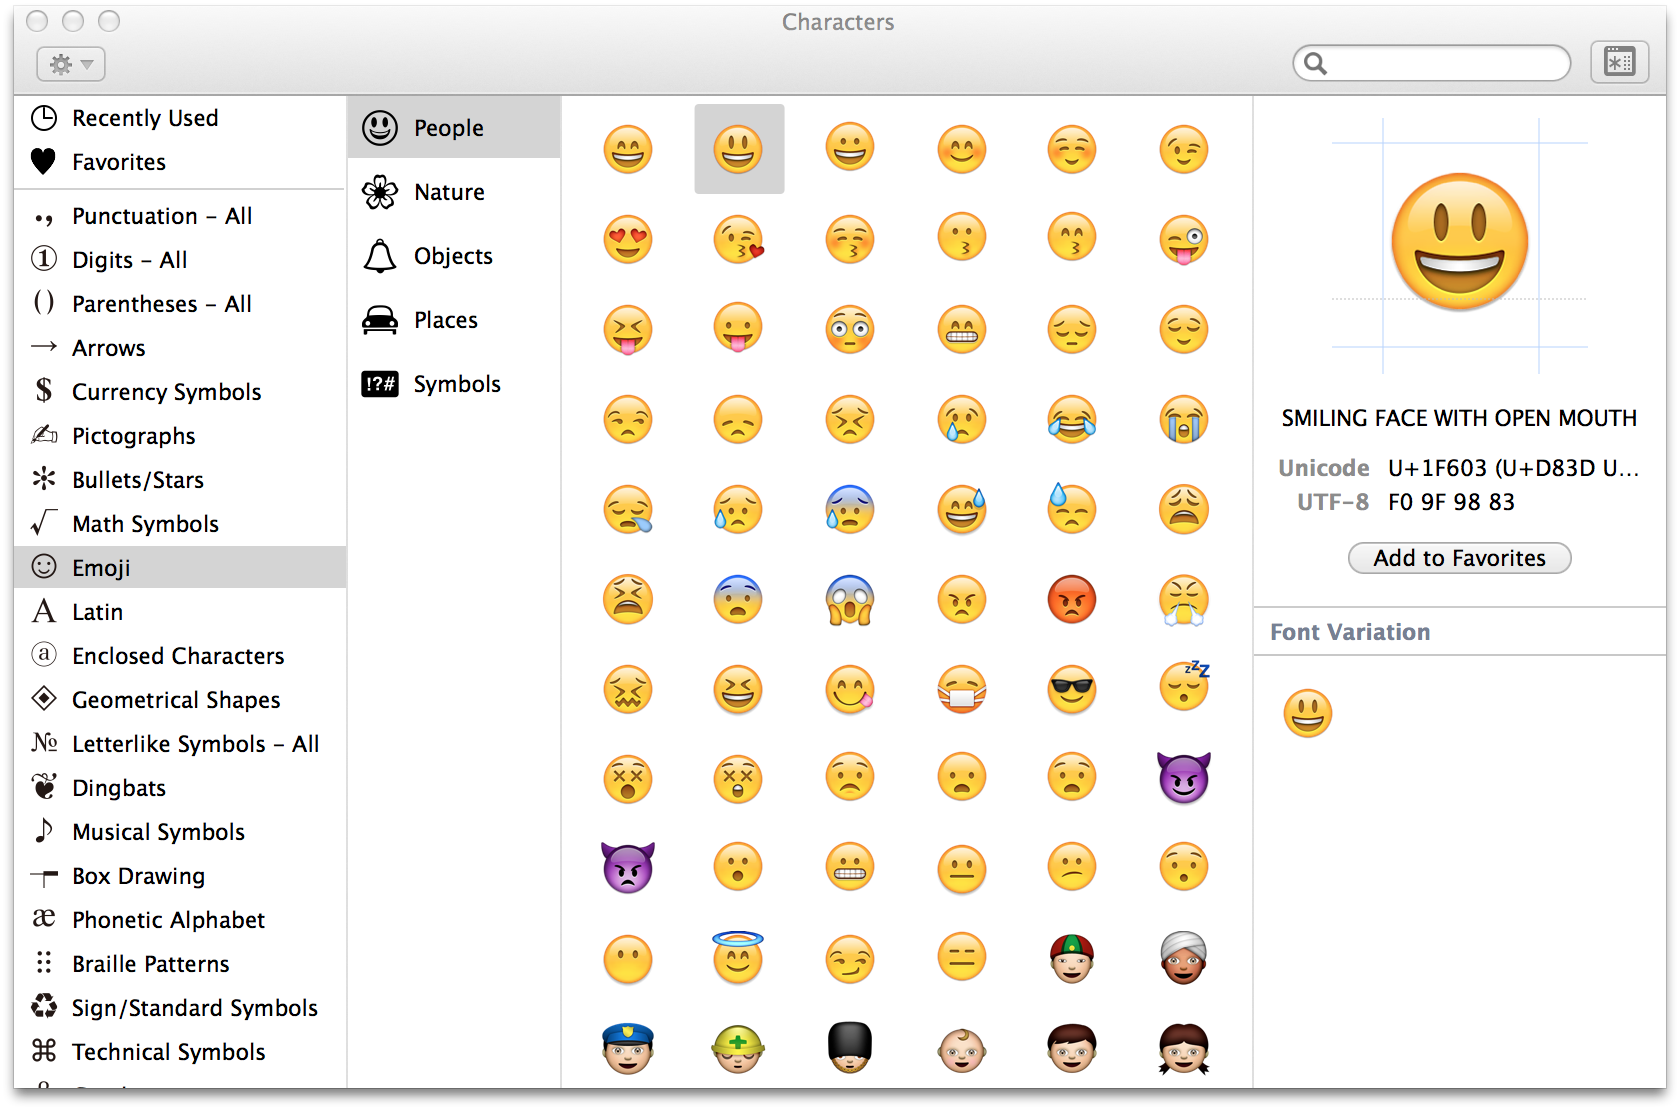 Characters
Recently Used
Favorites
Punctuation – All
Digits – All
Parentheses – All
Arrows
Currency Symbols
Pictographs
Bullets/Stars
Math Symbols
Emoji
Latin
Enclosed Characters
Geometrical Shapes
Letterlike Symbols – All
Dingbats
Musical Symbols
Box Drawing
Phonetic Alphabet
Braille Patterns
Sign/Standard Symbols
Technical Symbols
People
Nature
Objects
Places
!?# Symbols
zzZ
SMILING FACE WITH OPEN MOUTH
Unicode U+1F603 (U+D83D U...
UTF-8 F0 9F 98 83
Add to Favorites
Font Variation